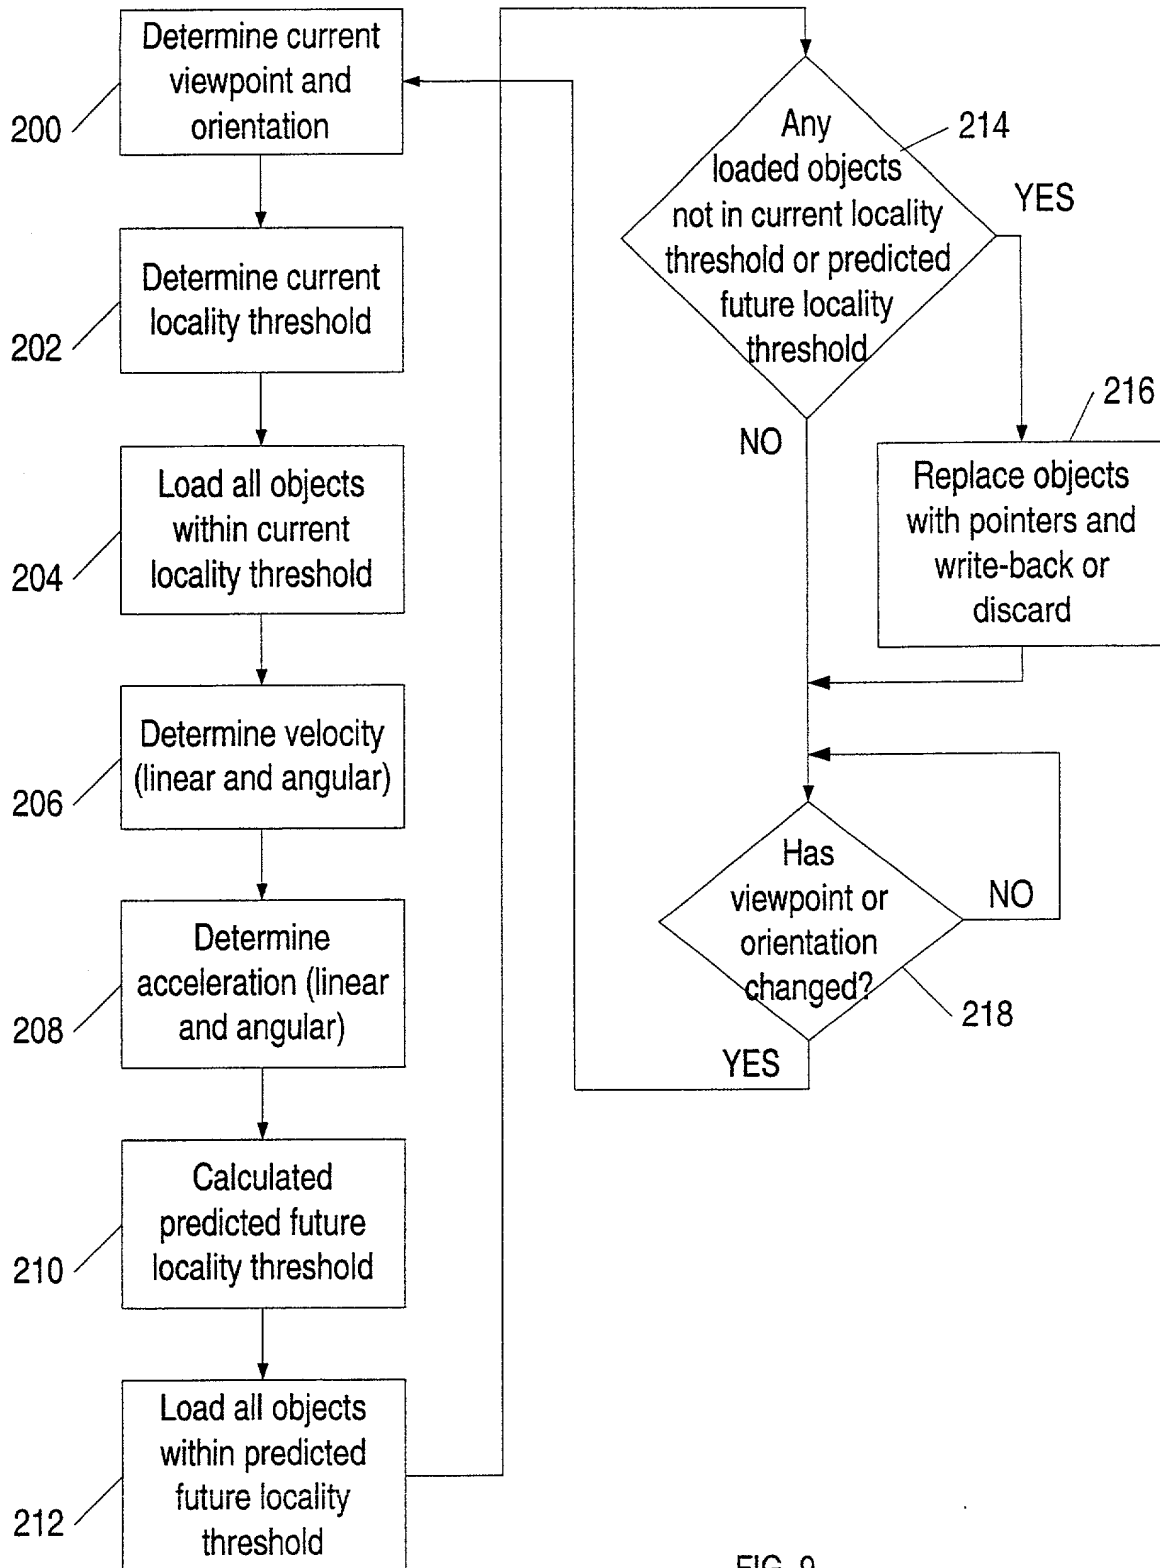 Determine current
viewpoint and
orientation
200
Determine current
locality threshold
202
Load all objects
within current
locality threshold
204
Determine velocity
(linear and angular)
206
Determine
acceleration (linear
and angular)
208
Calculated
predicted future
locality threshold
210
Load all objects
within predicted
future locality
threshold
212
Any
loaded objects
not in current locality
threshold or predicted
future locality
threshold
214
YES
NO
216
Replace objects
with pointers and
write-back or
discard
Has
viewpoint or
orientation
changed?
NO
218
YES
FIG. 9